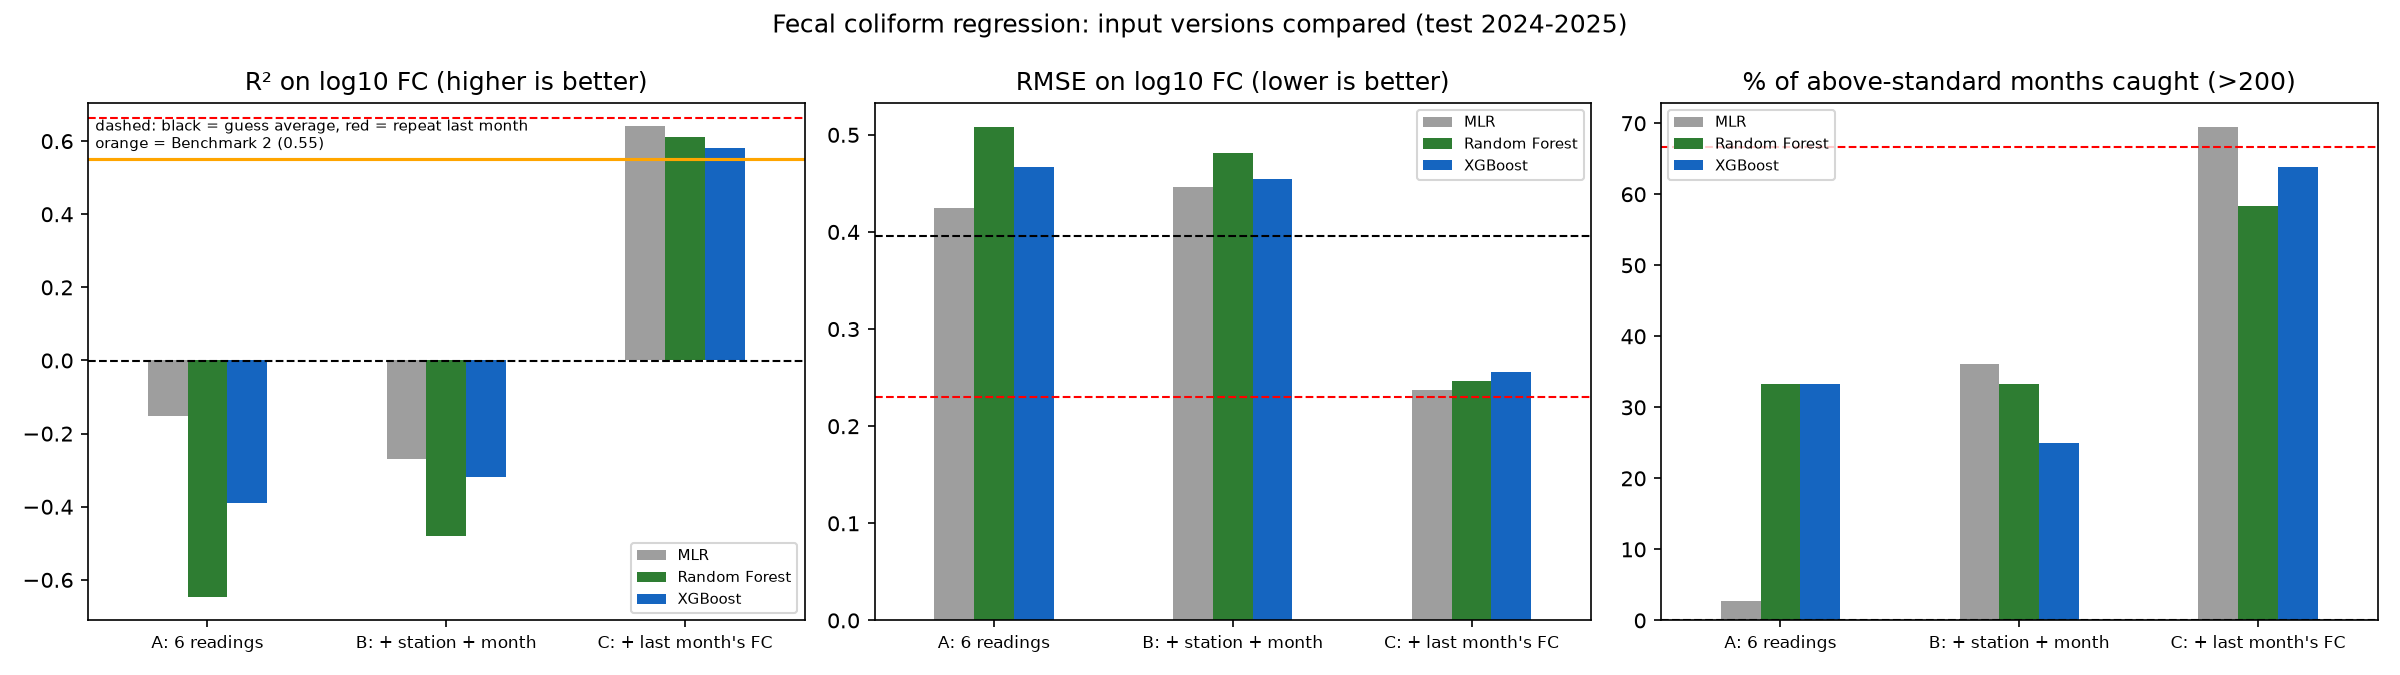 Fecal coliform regression: input versions compared (test 2024-2025)
R² on log10 FC (higher is better)
dashed: black = guess average, red = repeat last month
orange = Benchmark 2 (0.55)
0.6
0.4
0.2
0.0
−0.2
−0.4
−0.6
MLR
Random Forest
XGBoost
A: 6 readings
B: + station + month
C: + last month's FC
RMSE on log10 FC (lower is better)
MLR
Random Forest
XGBoost
0.5
0.4
0.3
0.2
0.1
0.0
A: 6 readings
B: + station + month
C: + last month's FC
% of above-standard months caught (>200)
MLR
Random Forest
XGBoost
70
60
50
40
30
20
10
0
A: 6 readings
B: + station + month
C: + last month's FC